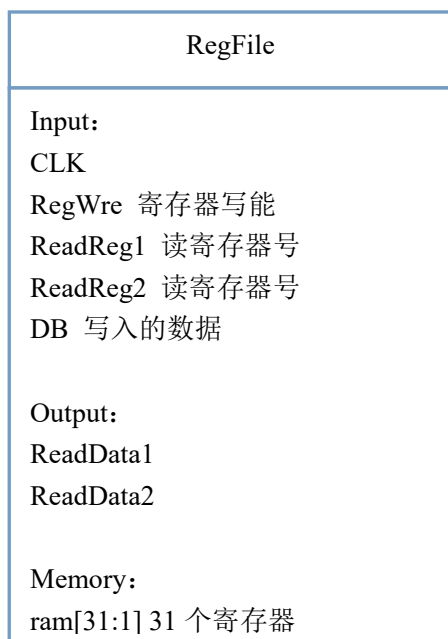 RegFile
Input：
CLK
RegWre 寄存器写能
ReadReg1 读寄存器号
ReadReg2 读寄存器号
DB 写入的数据
Output：
ReadData1
ReadData2
Memory：
ram[31:1] 31 个寄存器